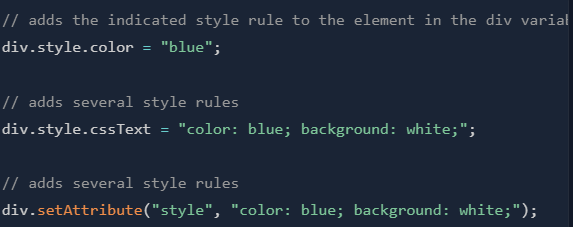 // adds the indicated style rule to the element in the div variab
div.style.color = "blue";
// adds several style rules
div.style.cssText = "color: blue; background: white;";
// adds several style rules
div.setAttribute("style", "color: blue; background: white;");